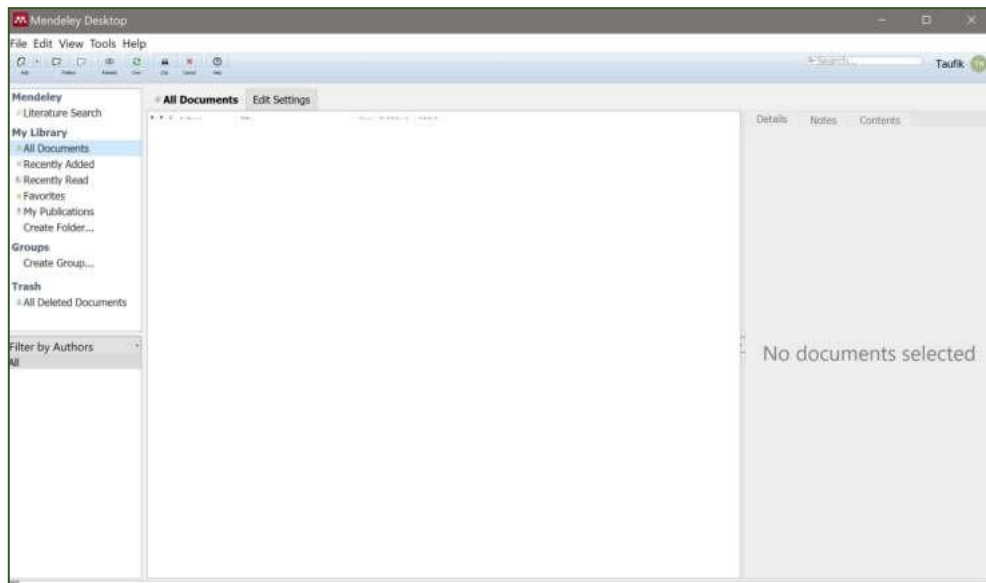 Mendeley Desktop
File Edit View Tools Help
Search...
Taufik
Mendeley
Literature Search
My Library
All Documents
Recently Added
Recently Read
Favorites
My Publications
Create Folder...
Groups
Create Group...
Trash
All Deleted Documents
Filter by Authors
All
All Documents Edit Settings
Details Notes Contents
No documents selected